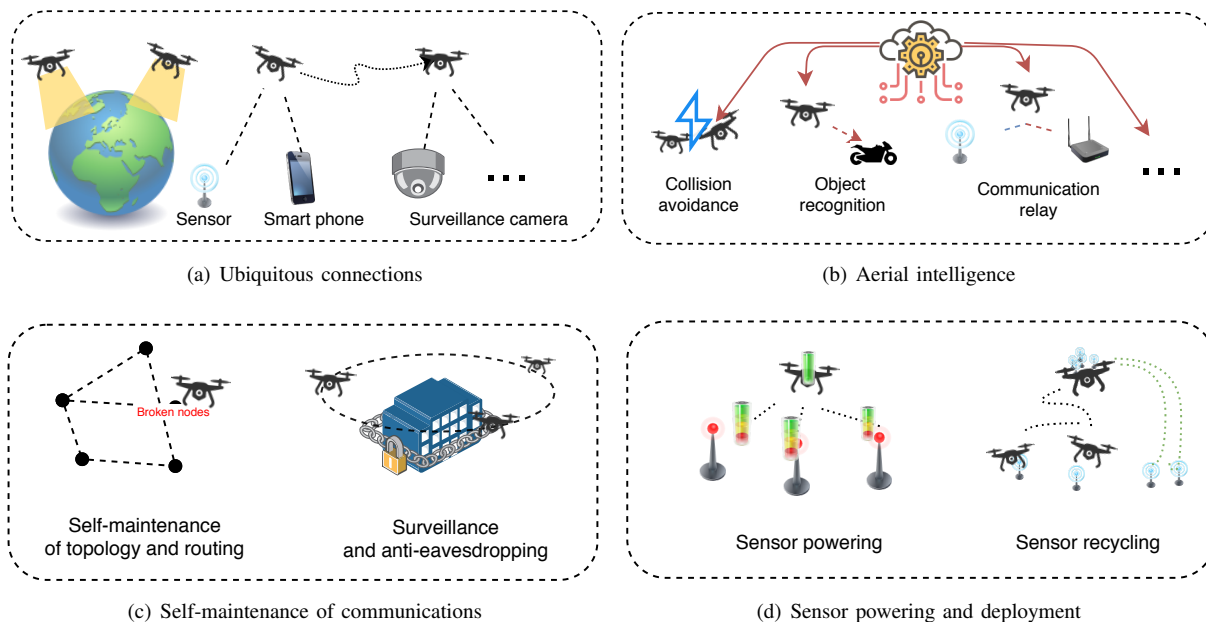 Sensor
Smart phone
Surveillance camera
(a) Ubiquitous connections
Collision
avoidance
Object
recognition
Communication
relay
(b) Aerial intelligence
Broken nodes
Self-maintenance
of topology and routing
Surveillance
and anti-eavesdropping
(c) Self-maintenance of communications
Sensor powering
Sensor recycling
(d) Sensor powering and deployment